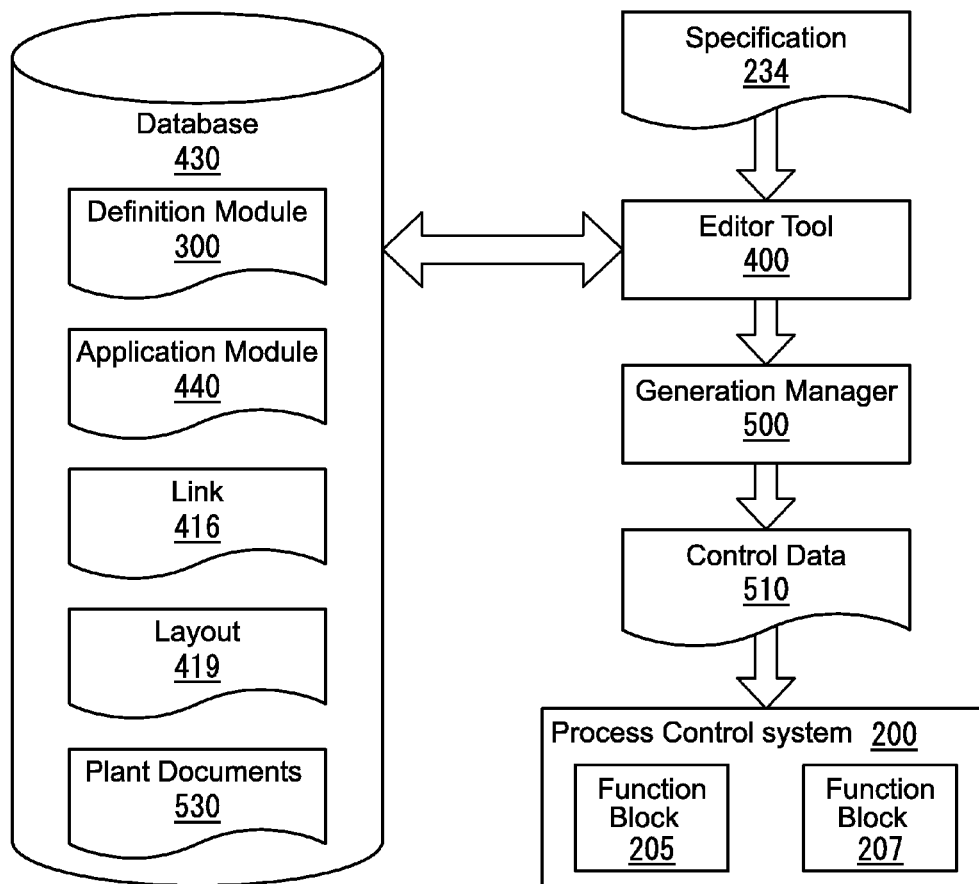 Database
430
Definition Module
300
Application Module
440
Link
416
Layout
419
Plant Documents
530
Specification
234
Editor Tool
400
Generation Manager
500
Control Data
510
Process Control system 200
Function
Block
205
Function
Block
207